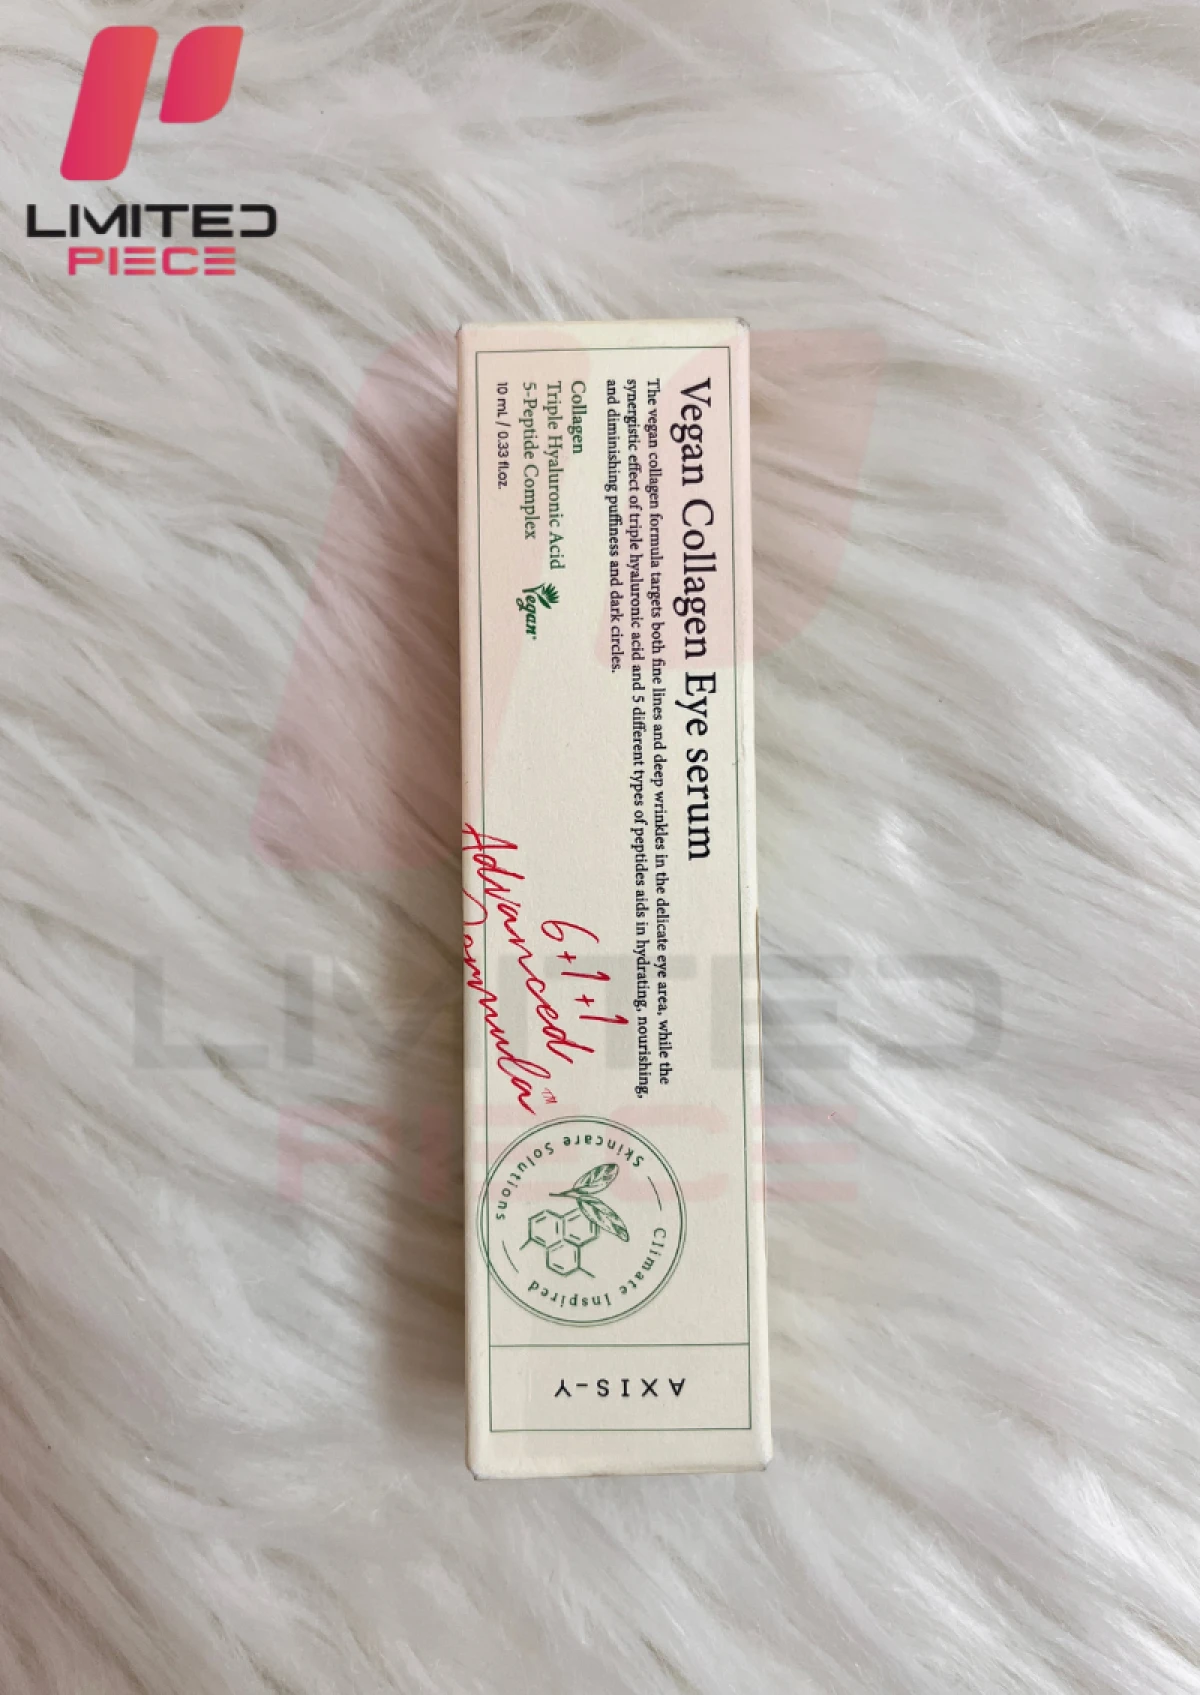 LIMITED
PIECE
Vegan Collagen Eye serum
The vegan collagen formula targets both fine lines and deep wrinkles in the delicate eye area, while the
synergistic effect of triple hyaluronic acid and 5 different types of peptides aids in hydrating, nourishing,
and diminishing puffiness and dark circles.
Collagen
Triple Hyaluronic Acid
5-Peptide Complex
10 mL / 0.33 fl.oz.
Vegan
6+1+1
Advanced
Formula™
Climate Inspired
Skincare Solutions
AXIS-Y
LIMITED
PIECE